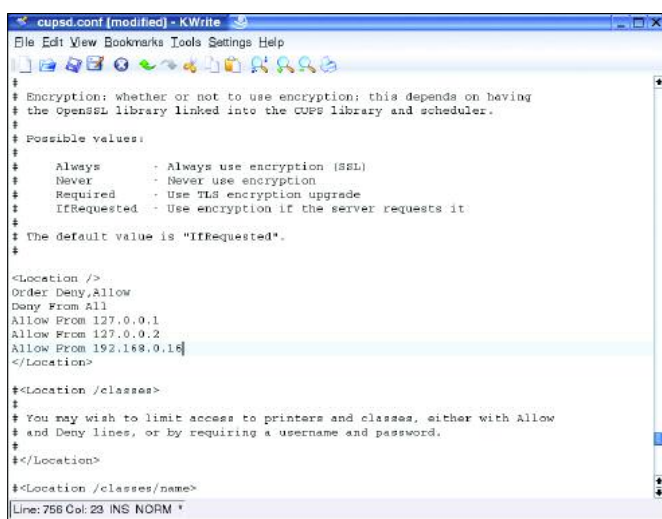 cupsd.conf [modified] - KWrite
File Edit View Bookmarks Tools Settings Help
#
# Encryption: whether or not to use encryption; this depends on having
# the OpenSSL library linked into the CUPS library and scheduler.
#
# Possible values:
#
# Always - Always use encryption (SSL)
# Never - Never use encryption
# Required - Use TLS encryption upgrade
# IfRequested - Use encryption if the server requests it
#
# The default value is "IfRequested".
#
<Location />
Order Deny,Allow
Deny From All
Allow From 127.0.0.1
Allow From 127.0.0.2
Allow From 192.168.0.16
</Location>
#<Location /classes>
#
# You may wish to limit access to printers and classes, either with Allow
# and Deny lines, or by requiring a username and password.
#
#</Location>
#<Location /classes/name>
Line: 756 Col: 23 INS NORM *